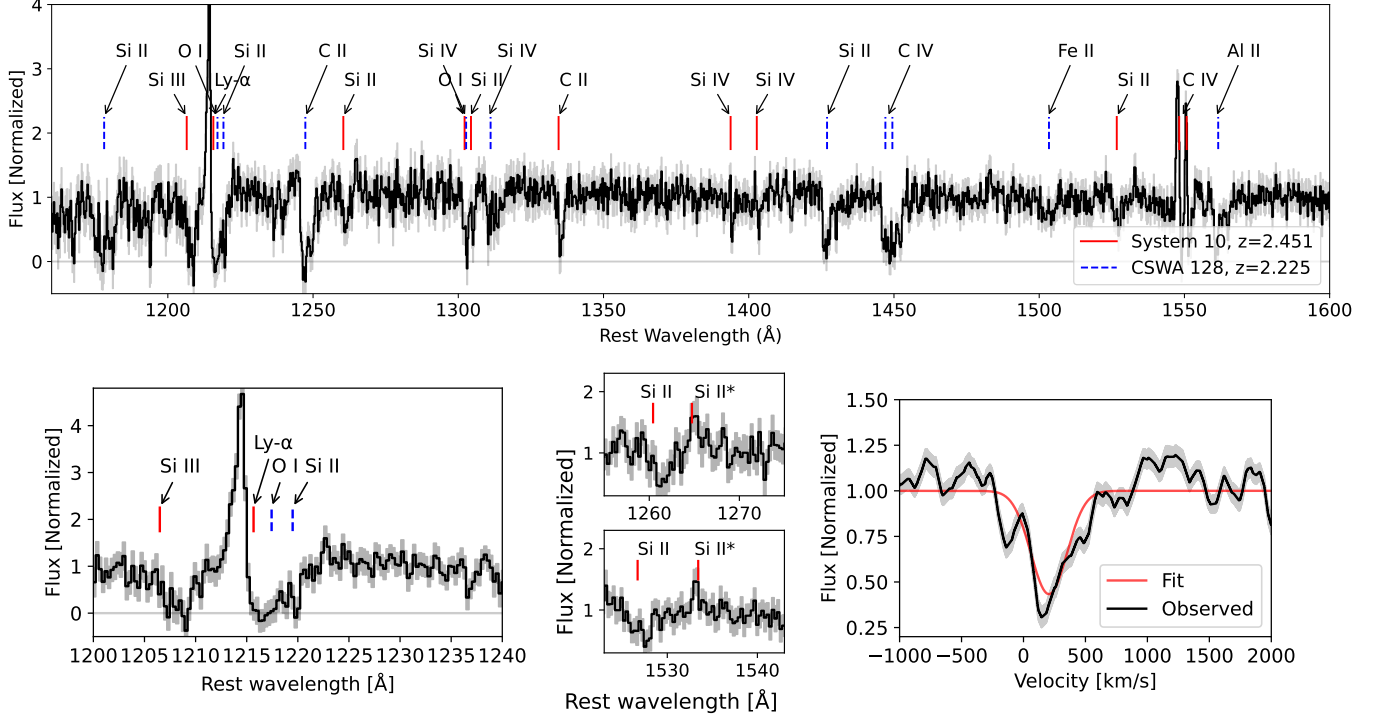 4
3
2
1
0
Flux [Normalized]
Si II
O I
Si II
C II
Si IV
Si IV
Si II
C IV
Fe II
Al II
Si III
Ly-α
Si II
O I
Si II
C II
Si IV
Si IV
Si II
C IV
System 10, z=2.451
CSWA 128, z=2.225
1200 1250 1300 1350 1400 1450 1500 1550 1600
Rest Wavelength (Å)
4
3
2
1
0
Flux [Normalized]
Ly-α
Si III
O I
Si II
1200 1205 1210 1215 1220 1225 1230 1235 1240
Rest wavelength [Å]
2
1
Si II
Si II*
1260 1270
2
1
Flux [Normalized]
Si II
Si II*
1530 1540
Rest wavelength [Å]
1.50
1.25
1.00
0.75
0.50
0.25
Flux [Normalized]
Fit
Observed
−1000 −500 0 500 1000 1500 2000
Velocity [km/s]